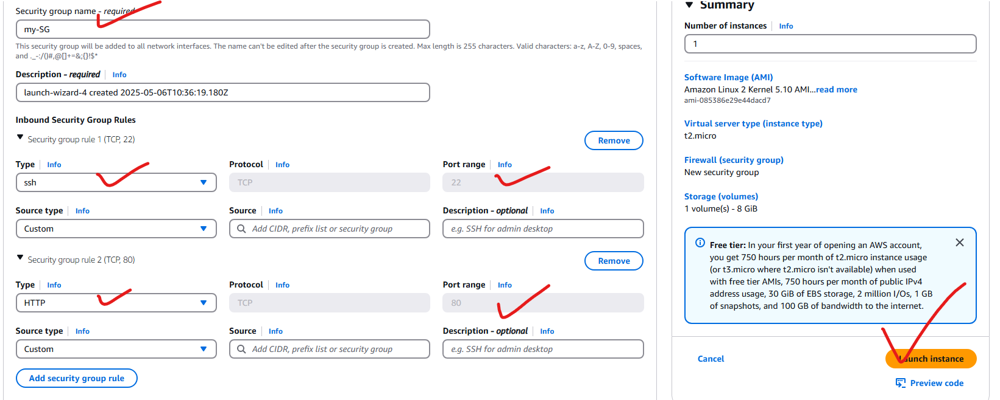 Security group name - required
my-SG
This security group will be added to all network interfaces. The name can't be edited after the security group is created. Max length is 255 characters. Valid characters: a-z, A-Z, 0-9, spaces,
and ._-:/()#,@[]+=&;{}!$*
Description - required Info
launch-wizard-4 created 2025-05-06T10:36:19.180Z
Inbound Security Group Rules
Security group rule 1 (TCP, 22)
Remove
Type Info Protocol Info Port range Info
ssh TCP 22
Source type Info Source Info Description - optional Info
Custom Add CIDR, prefix list or security group e.g. SSH for admin desktop
Security group rule 2 (TCP, 80)
Remove
Type Info Protocol Info Port range Info
HTTP TCP 80
Source type Info Source Info Description - optional Info
Custom Add CIDR, prefix list or security group e.g. SSH for admin desktop
Add security group rule
Summary
Number of instances Info
1
Software Image (AMI)
Amazon Linux 2 Kernel 5.10 AMI...read more
ami-085386e29e44dacd7
Virtual server type (instance type)
t2.micro
Firewall (security group)
New security group
Storage (volumes)
1 volume(s) - 8 GiB
Free tier: In your first year of opening an AWS account,
you get 750 hours per month of t2.micro instance usage
(or t3.micro where t2.micro isn't available) when used
with free tier AMIs, 750 hours per month of public IPv4
address usage, 30 GiB of EBS storage, 2 million I/Os, 1 GB
of snapshots, and 100 GB of bandwidth to the internet.
Cancel
Launch instance
Preview code